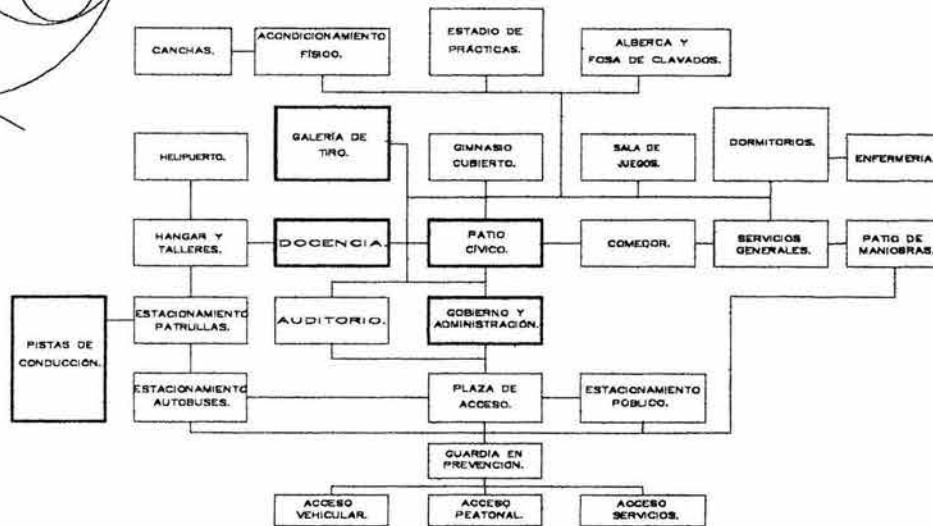 CANCHAS.
ACONDICIONAMIENTO
FÍSICO.
ESTADIO DE
PRÁCTICAS.
ALBERCA Y
FOSA DE CLAVADOS.
HELIPUERTO.
GALERÍA DE
TIRO.
GIMNASIO
CUBIERTO.
SALA DE
JUEGOS.
DORMITORIOS.
ENFERMERIA.
HANGAR Y
TALLERES.
DOCENCIA.
PATIO
CÍVICO.
COMEDOR.
SERVICIOS
GENERALES.
PATIO DE
MANIOBRAS.
PISTAS DE
CONDUCCIÓN.
ESTACIONAMIENTO
PATRULLAS.
AUDITORIO.
GOBIERNO Y
ADMINISTRACIÓN.
ESTACIONAMIENTO
AUTOBUSES.
PLAZA DE
ACCESO.
ESTACIONAMIENTO
PÚBLICO.
GUARDIA EN
PREVENCIÓN.
ACCESO
VEHICULAR.
ACCESO
PEATONAL.
ACCESO
SERVICIOS.